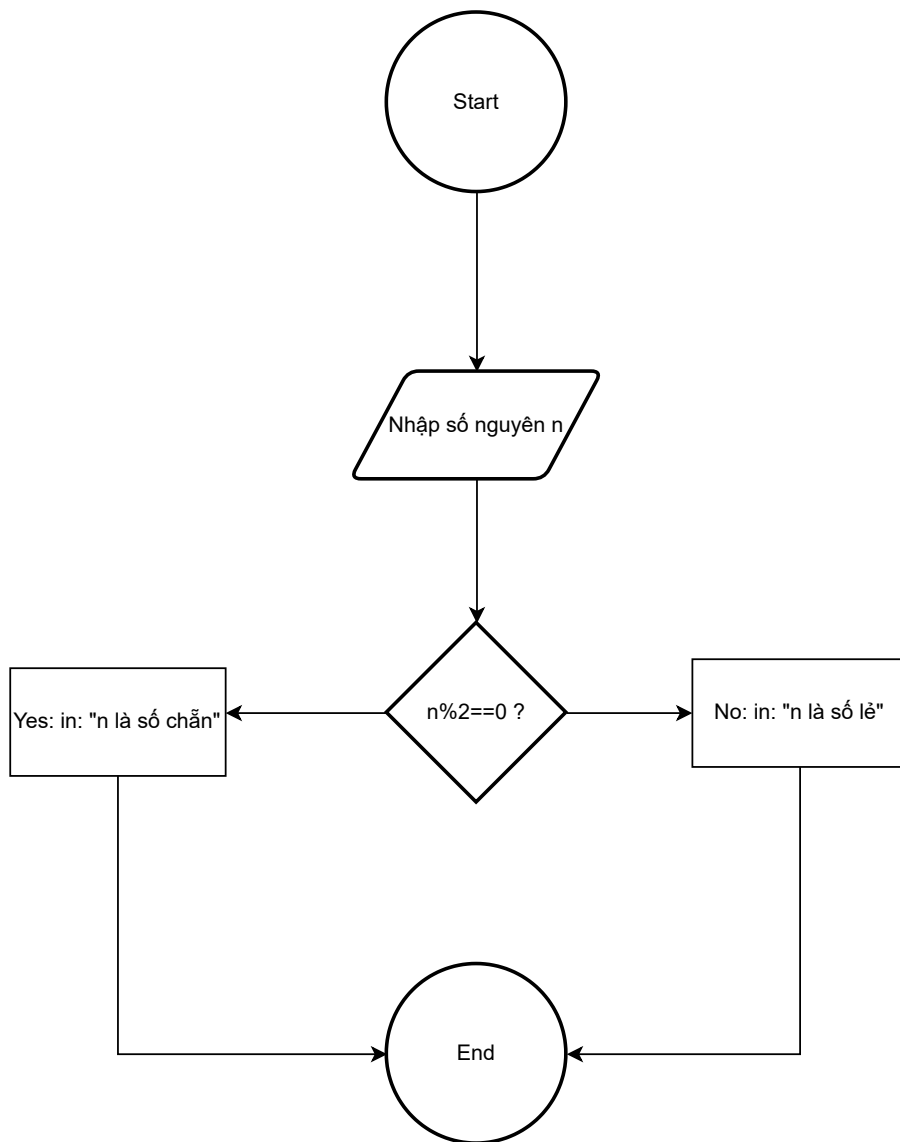 Start
Nhập số nguyên n
n%2==0 ?
Yes: in: "n là số chẵn"
No: in: "n là số lẻ"
End